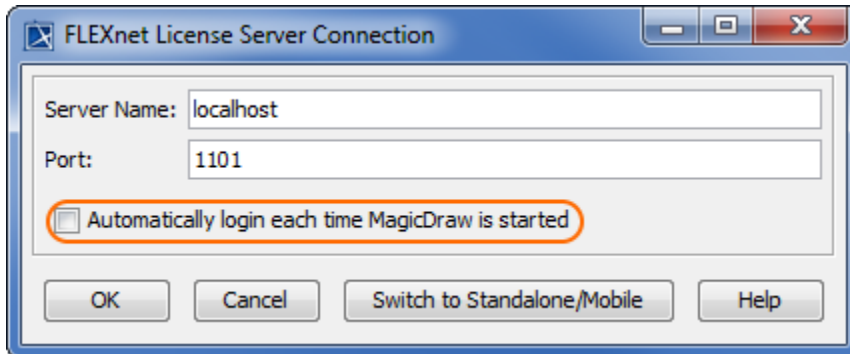 FLEXnet License Server Connection
Server Name: localhost
Port: 1101
Automatically login each time MagicDraw is started
OK Cancel Switch to Standalone/Mobile Help